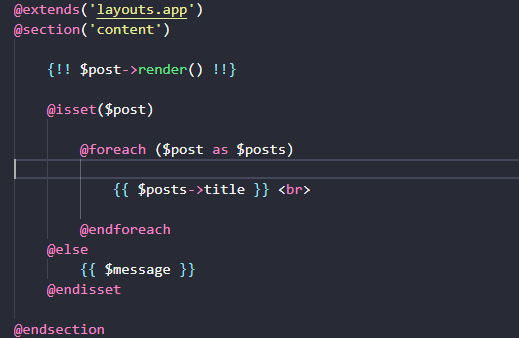 @extends('layouts.app')
@section('content')
{!! $post->render() !!}
@isset($post)
@foreach ($post as $posts)
{{ $posts->title }} <br>
@endforeach
@else
{{ $message }}
@endisset
@endsection